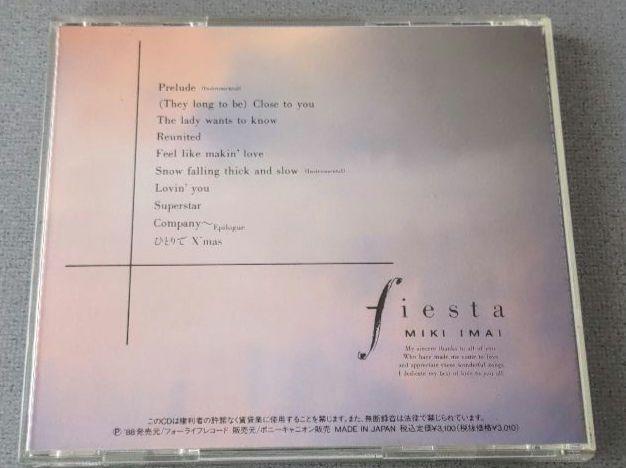 Prelude (Instrumental)
(They long to be) Close to you
The lady wants to know
Reunited
Feel like makin' love
Snow falling thick and slow (Instrumental)
Lovin' you
Superstar
Company〜Epilogue
ひとりで X'mas
fiesta
MIKI IMAI
My sincere thanks to all of you
Who have made me come to love
and appreciate these wonderful songs
I dedicate my best of love to you all
このCDは権利者の許諾なく賃貸業に使用することを禁じます。また、無断録音は法律で禁じられています。
Ⓟ '88発売元/フォーライフレコード 販売元/ポニーキャニオン販売 MADE IN JAPAN 税込定価¥3,100(税抜価格¥3,010)